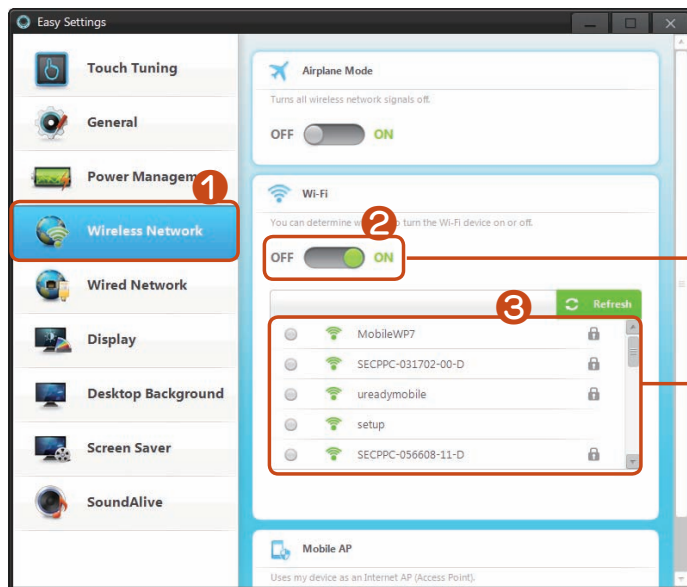 Easy Settings
Touch Tuning
General
Power Managem
1
Wireless Network
Wired Network
Display
Desktop Background
Screen Saver
SoundAlive
Airplane Mode
Turns all wireless network signals off.
OFF ON
Wi-Fi
You can determine w to turn the Wi-Fi device on or off.
2
OFF ON
3
Refresh
MobileWP7
SECPPC-031702-00-D
ureadymobile
setup
SECPPC-056608-11-D
Mobile AP
Uses my device as an Internet AP (Access Point).